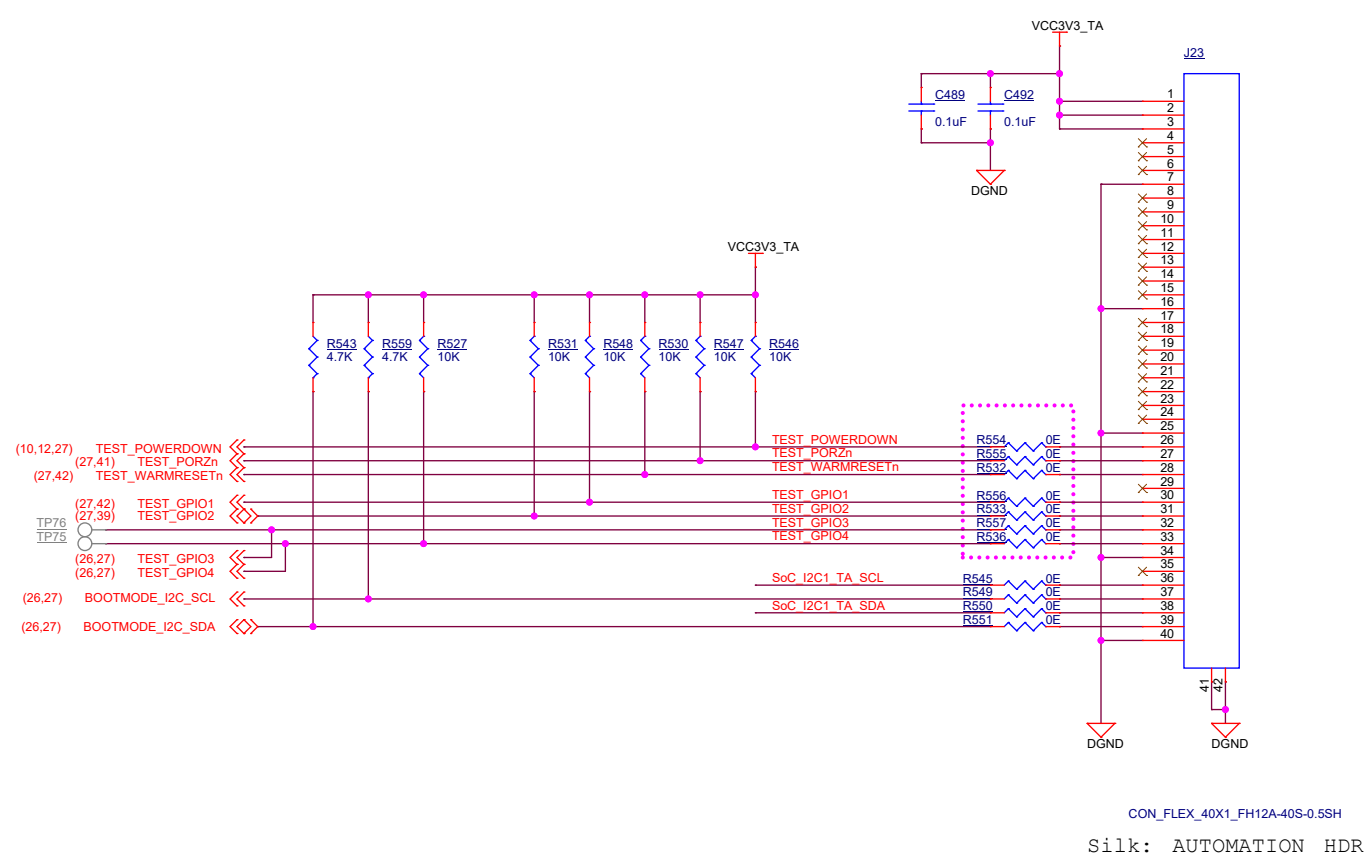 VCC3V3_TA
J23
C489
0.1uF
C492
0.1uF
DGND
1
2
3
4
5
6
7
8
9
10
11
12
13
14
15
16
17
18
19
20
21
22
23
24
25
26
27
28
29
30
31
32
33
34
35
36
37
38
39
40
41
42
VCC3V3_TA
R543
4.7K
R559
4.7K
R527
10K
R531
10K
R548
10K
R530
10K
R547
10K
R546
10K
(10,12,27) TEST_POWERDOWN
(27,41) TEST_PORZn
(27,42) TEST_WARMRESETn
(27,42) TEST_GPIO1
(27,39) TEST_GPIO2
TP76
TP75
(26,27) TEST_GPIO3
(26,27) TEST_GPIO4
(26,27) BOOTMODE_I2C_SCL
(26,27) BOOTMODE_I2C_SDA
TEST_POWERDOWN R554 0E
TEST_PORZn R555 0E
TEST_WARMRESETn R532 0E
TEST_GPIO1 R556 0E
TEST_GPIO2 R533 0E
TEST_GPIO3 R557 0E
TEST_GPIO4 R536 0E
SoC_I2C1_TA_SCL R545 0E
R549 0E
SoC_I2C1_TA_SDA R550 0E
R551 0E
DGND
DGND
CON_FLEX_40X1_FH12A-40S-0.5SH
Silk: AUTOMATION HDR